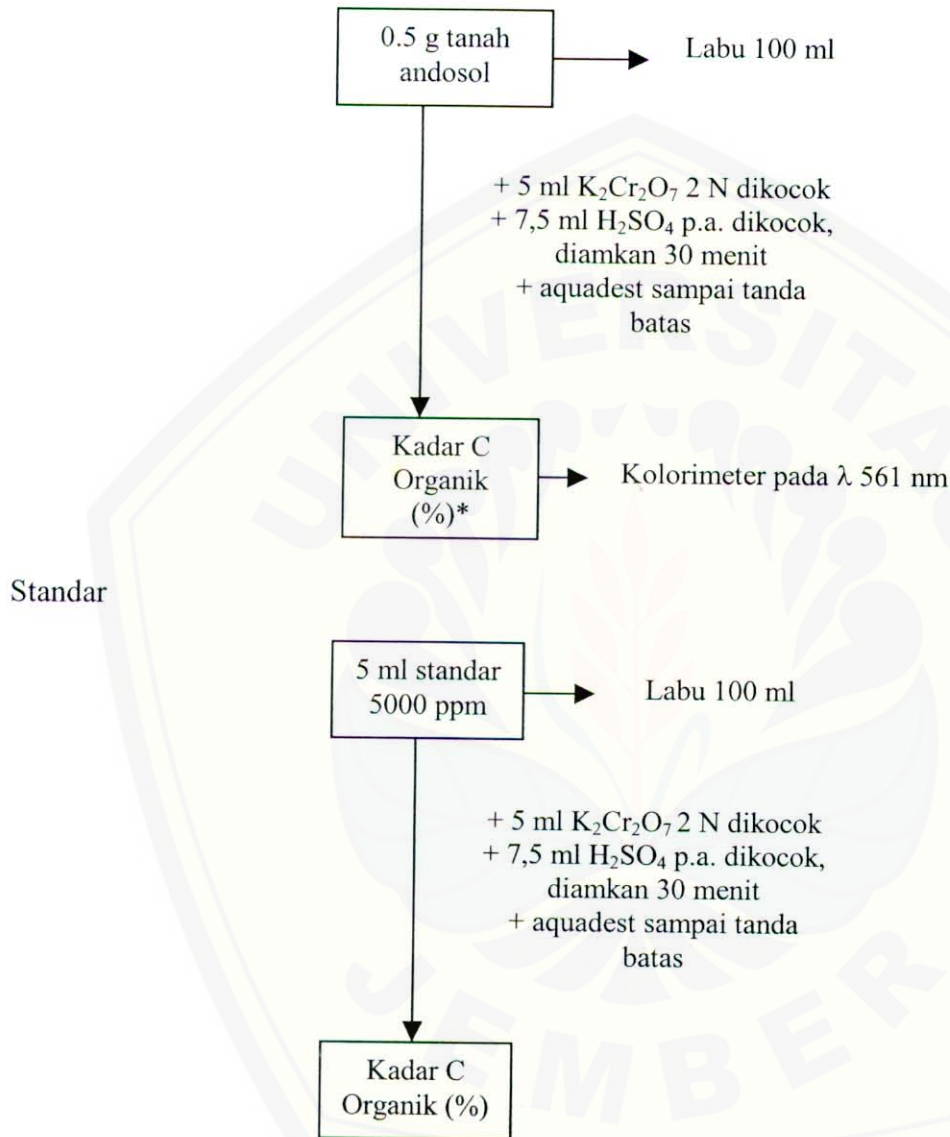 0.5 g tanah
andosol
Labu 100 ml
+ 5 ml K₂Cr₂O₇ 2 N dikocok
+ 7,5 ml H₂SO₄ p.a. dikocok,
diamkan 30 menit
+ aquadest sampai tanda
batas
Kadar C
Organik
(%)*
Kolorimeter pada λ 561 nm
Standar
5 ml standar
5000 ppm
Labu 100 ml
+ 5 ml K₂Cr₂O₇ 2 N dikocok
+ 7,5 ml H₂SO₄ p.a. dikocok,
diamkan 30 menit
+ aquadest sampai tanda
batas
Kadar C
Organik (%)
UNIVERSITAS
JEMBER